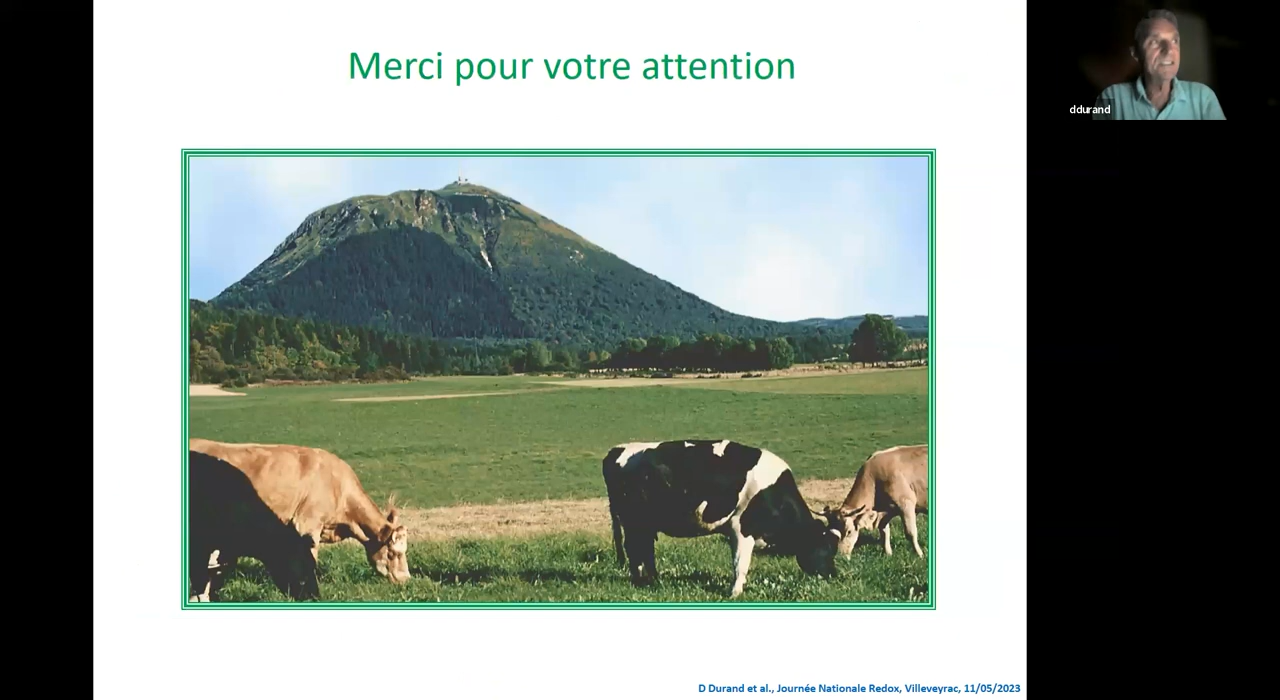 Merci pour votre attention
ddurand
D Durand et al., Journée Nationale Redox, Villeveyrac, 11/05/2023